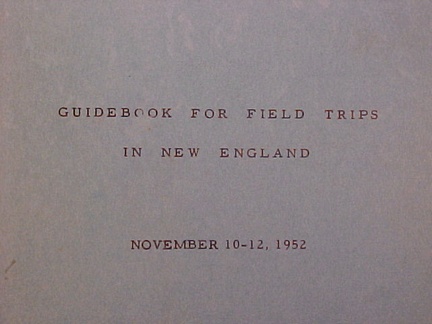 GUIDEBOOK FOR FIELD TRIPS
IN NEW ENGLAND
NOVEMBER 10-12, 1952